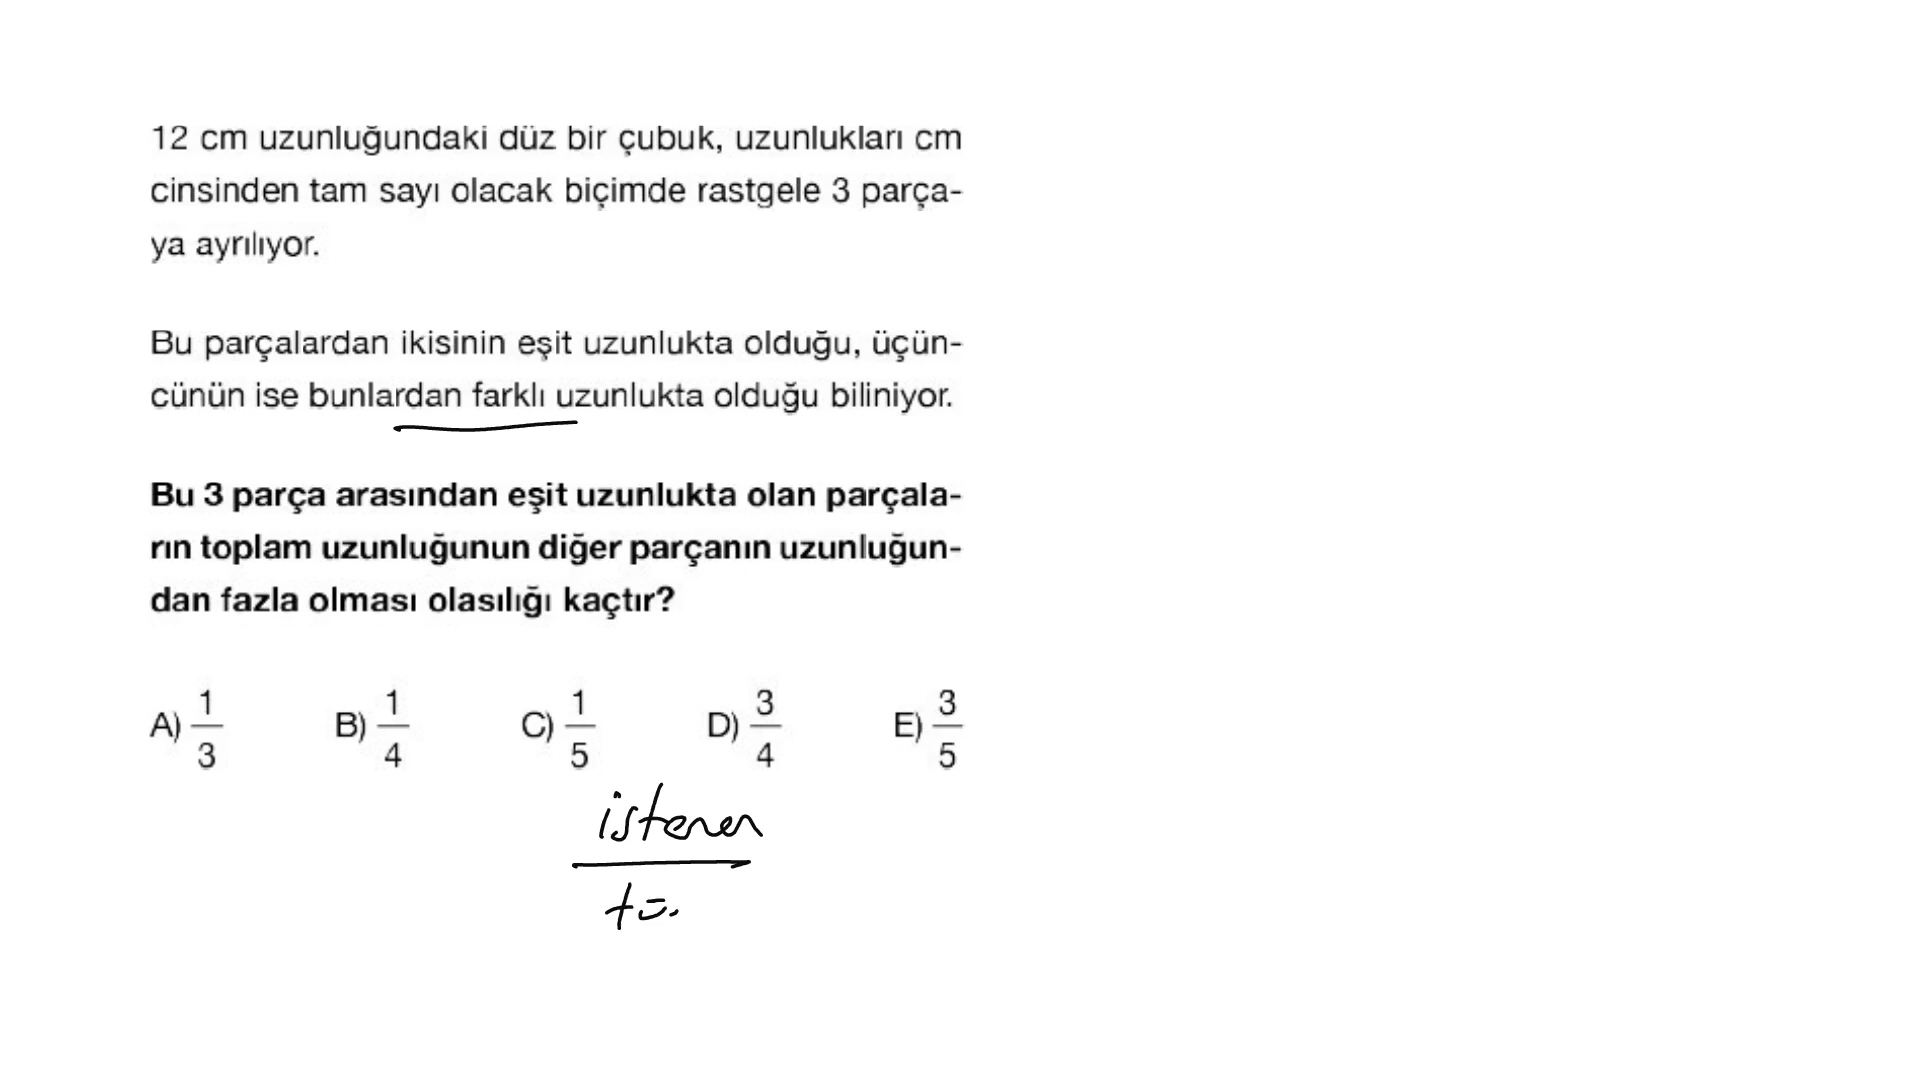 12 cm uzunluğundaki düz bir çubuk, uzunlukları cm
cinsinden tam sayı olacak biçimde rastgele 3 parça-
ya ayrılıyor.
Bu parçalardan ikisinin eşit uzunlukta olduğu, üçün-
cünün ise bunlardan farklı uzunlukta olduğu biliniyor.
Bu 3 parça arasından eşit uzunlukta olan parçala-
rın toplam uzunluğunun diğer parçanın uzunluğun-
dan fazla olması olasılığı kaçtır?
A) 1/3 B) 1/4 C) 1/5 D) 3/4 E) 3/5
istenen